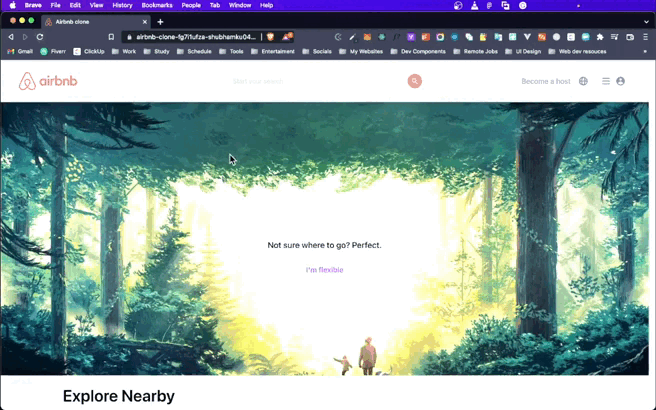 Brave File Edit View History Bookmarks People Tab Window Help
Airbnb clone
airbnb-clone-fg7i1ufza-shubhamku04...
Gmail Fiverr ClickUp Work Study Schedule Tools Entertaiment Socials My Websites Dev Components Remote Jobs UI Design Web dev resouces
airbnb Start your search Become a host
Not sure where to go? Perfect.
I'm flexible
Explore Nearby